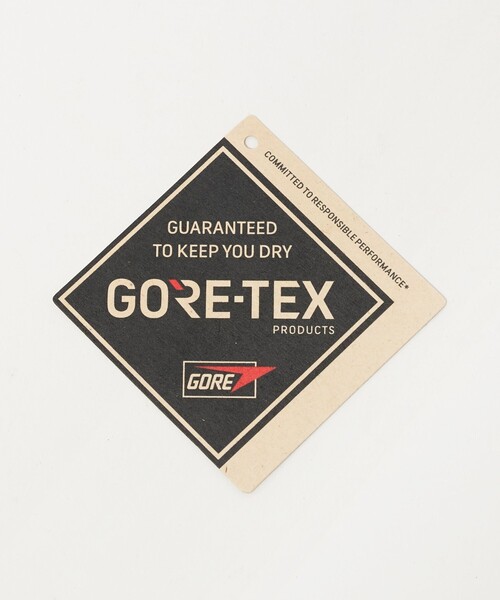 COMMITTED TO RESPONSIBLE PERFORMANCE*
GUARANTEED
TO KEEP YOU DRY
GORE-TEX
PRODUCTS
GORE